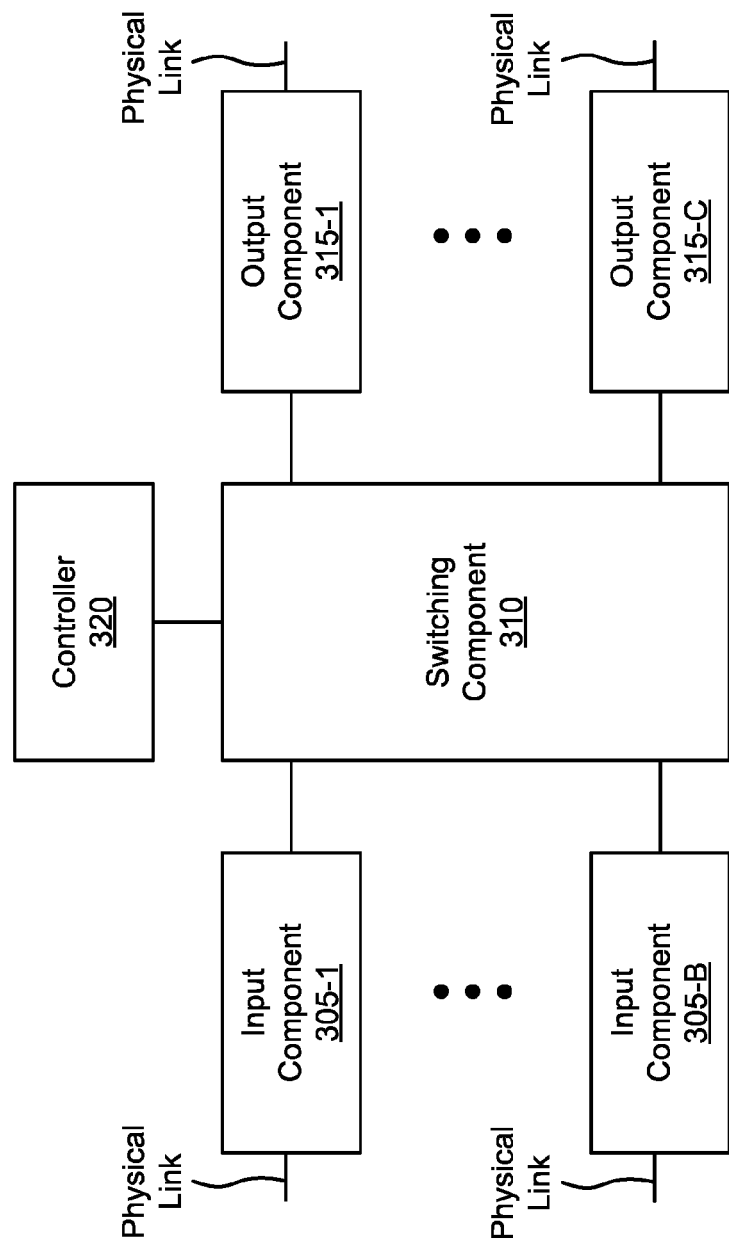 Controller
320
Physical
Link
Input
Component
305-1
Switching
Component
310
Output
Component
315-1
Physical
Link
Physical
Link
Input
Component
305-B
Output
Component
315-C
Physical
Link